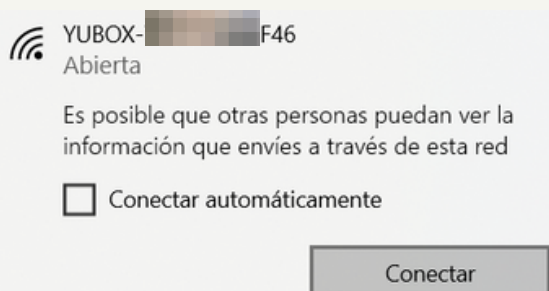 YUBOX-F46
Abierta
Es posible que otras personas puedan ver la
información que envíes a través de esta red
Conectar automáticamente
Conectar